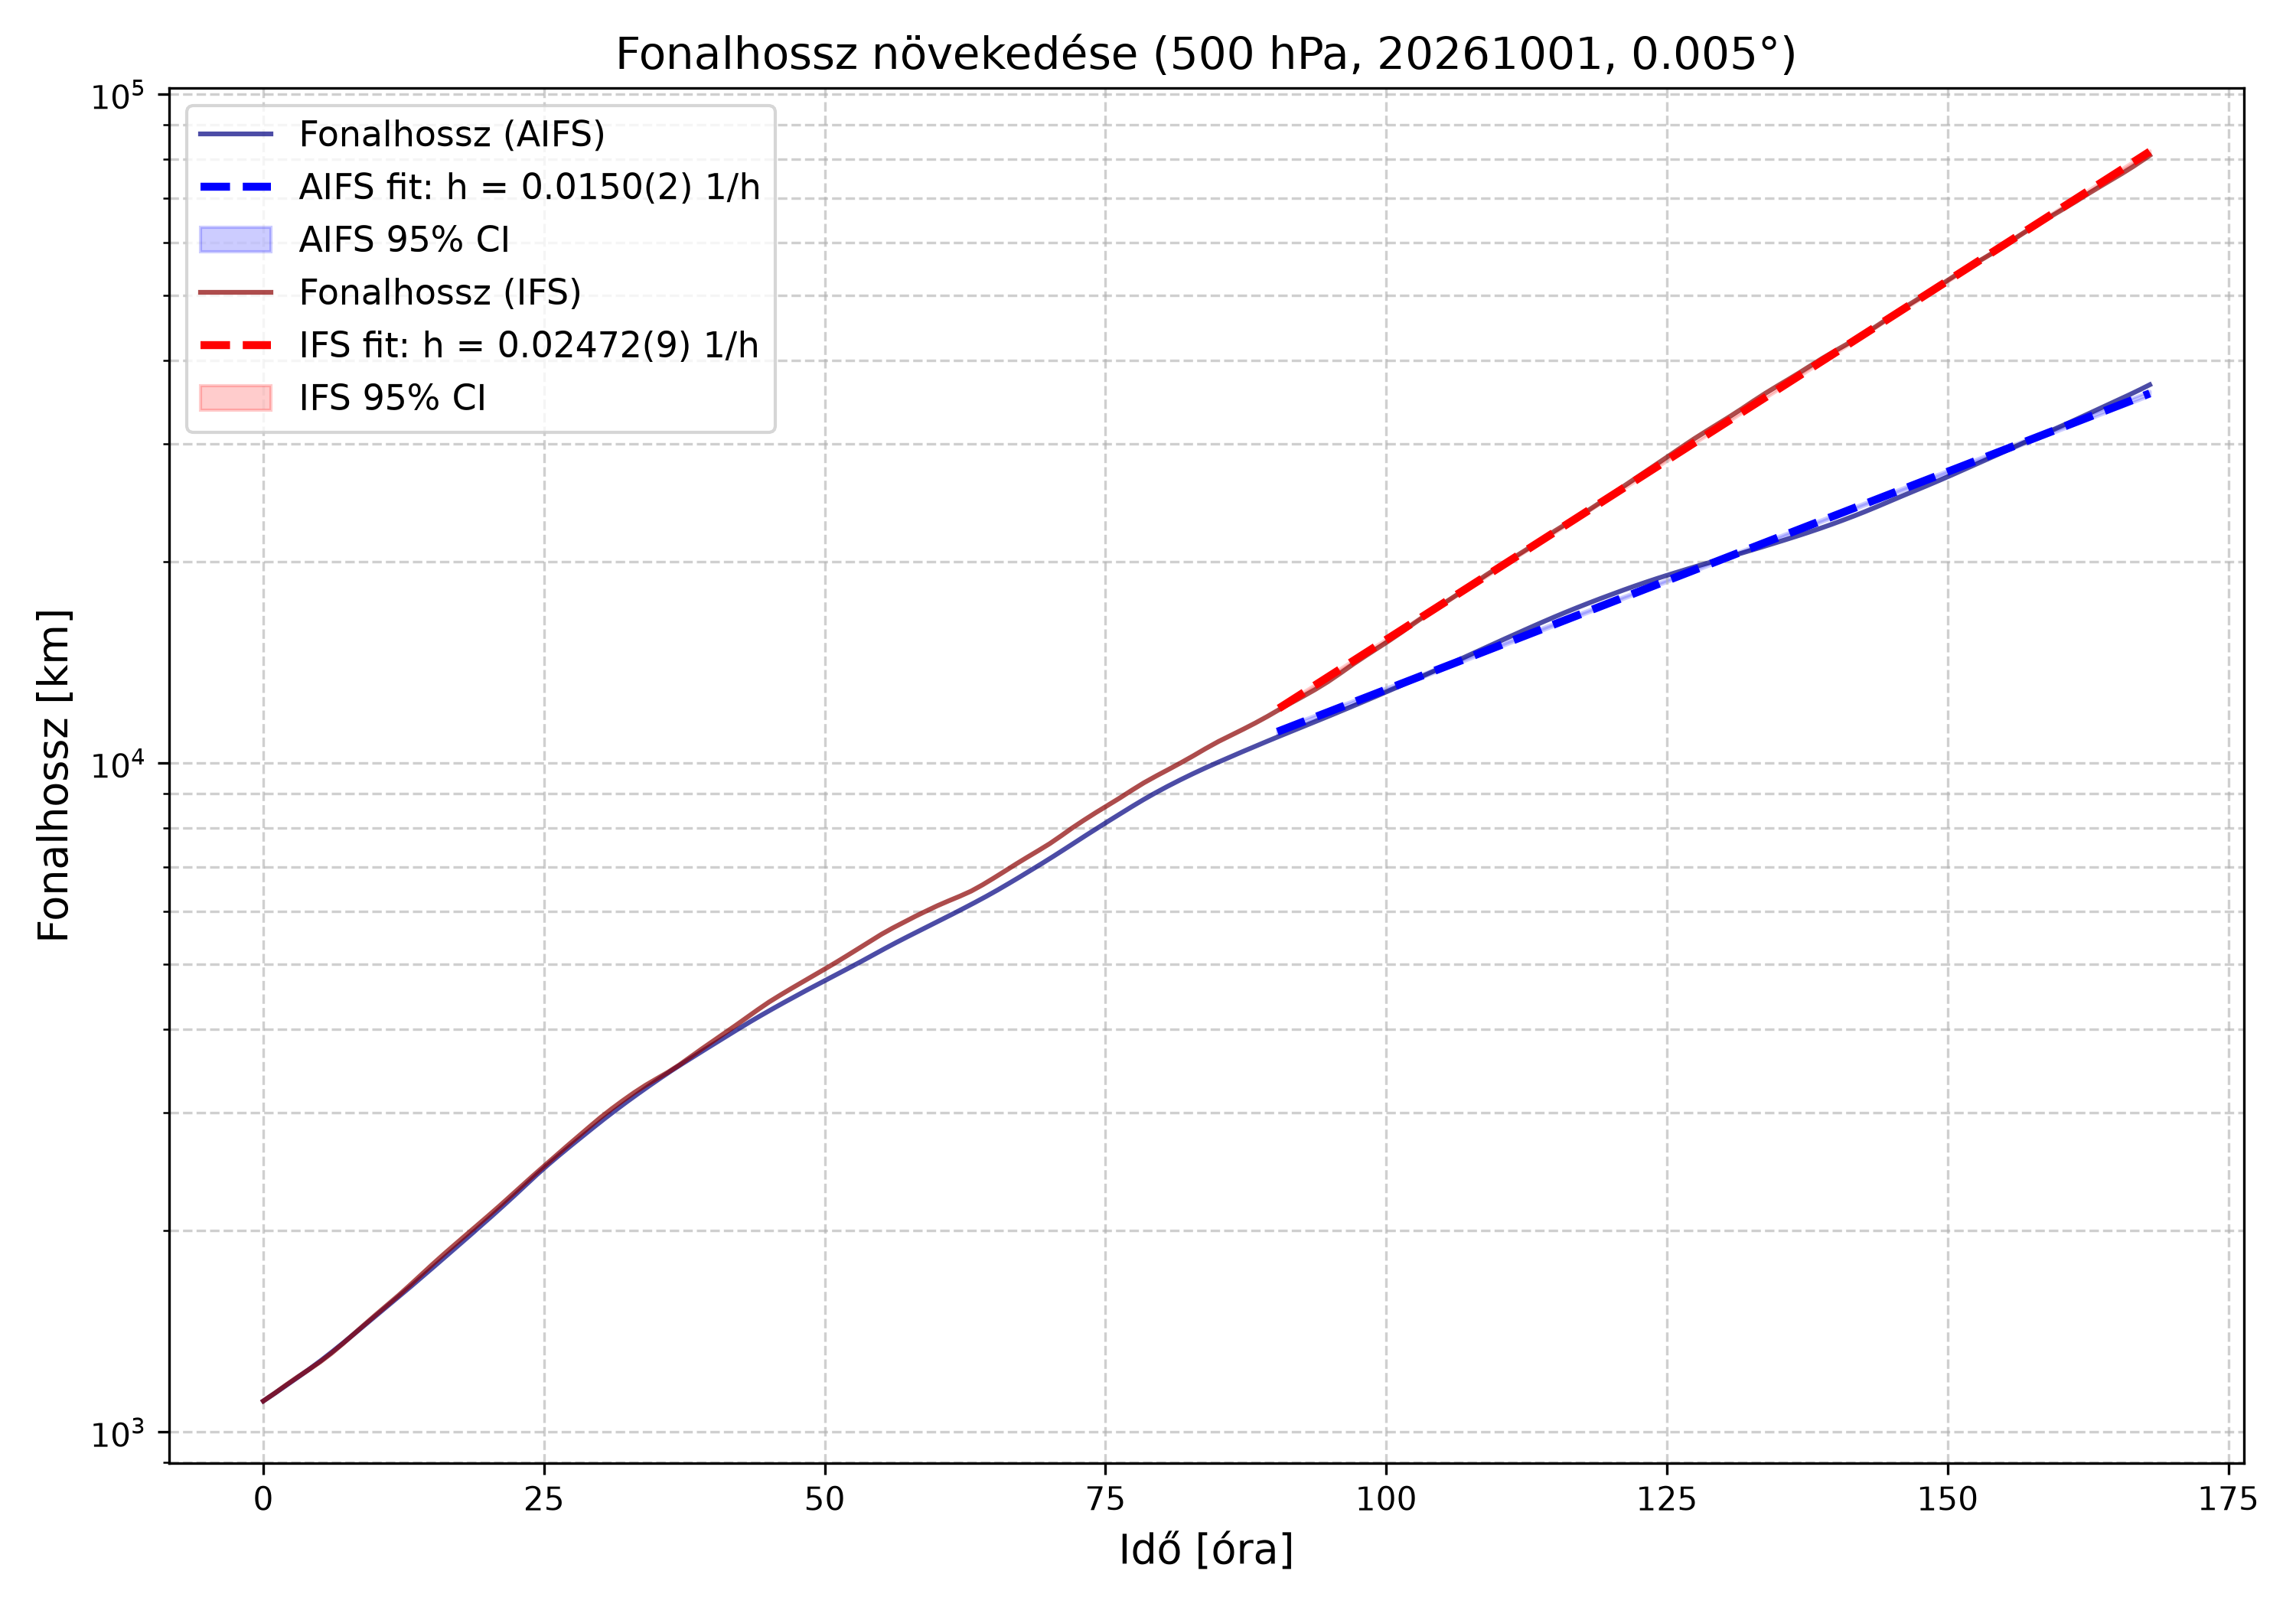 Fonalhossz növekedése (500 hPa, 20261001, 0.005°)
Fonalhossz (AIFS)
AIFS fit: h = 0.0150(2) 1/h
AIFS 95% CI
Fonalhossz (IFS)
IFS fit: h = 0.02472(9) 1/h
IFS 95% CI
Fonalhossz [km]
10⁵
10⁴
10³
0 25 50 75 100 125 150 175
Idő [óra]